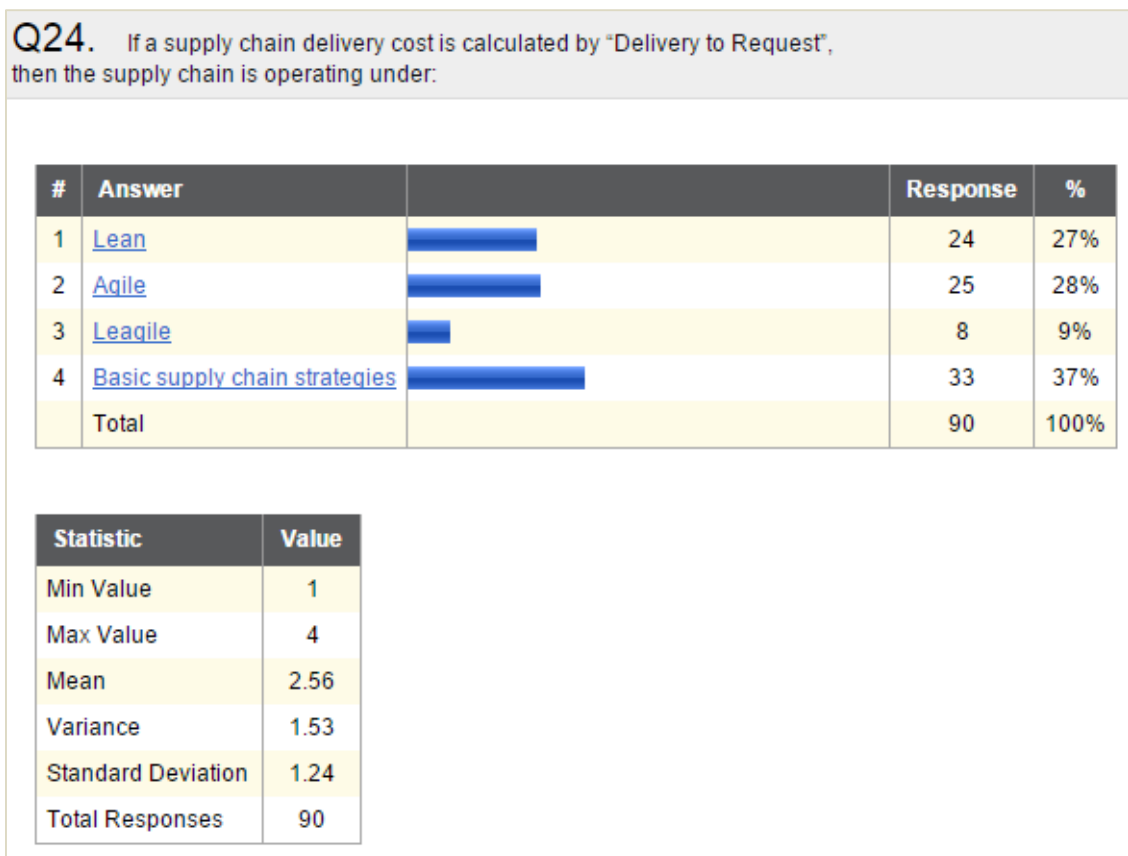 Q24. If a supply chain delivery cost is calculated by “Delivery to Request”,
then the supply chain is operating under:
# Answer Response %
1 Lean 24 27%
2 Agile 25 28%
3 Leagile 8 9%
4 Basic supply chain strategies 33 37%
Total 90 100%
Statistic Value
Min Value 1
Max Value 4
Mean 2.56
Variance 1.53
Standard Deviation 1.24
Total Responses 90